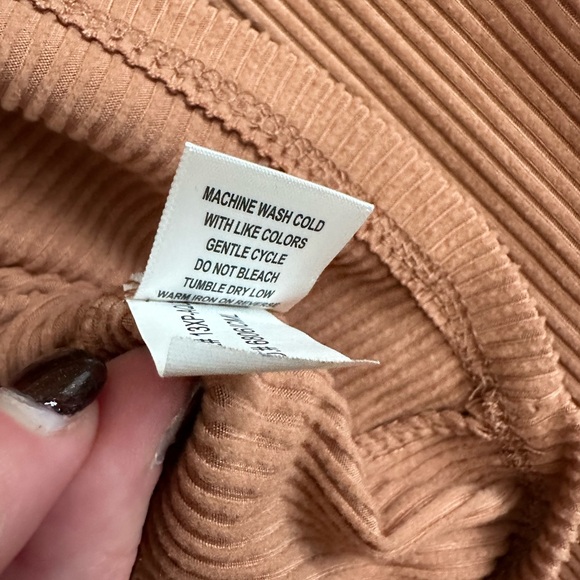 MACHINE WASH COLD
WITH LIKE COLORS
GENTLE CYCLE
DO NOT BLEACH
TUMBLE DRY LOW
WARM IRON ON REVERSE